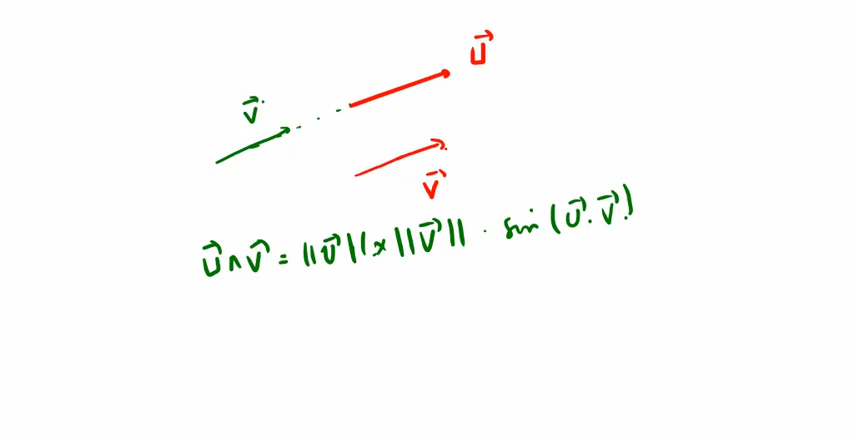 U⃗
V⃗
V⃗
U⃗ ∧ V⃗ = ||U⃗|| x ||V⃗|| . sin (U⃗. V⃗)